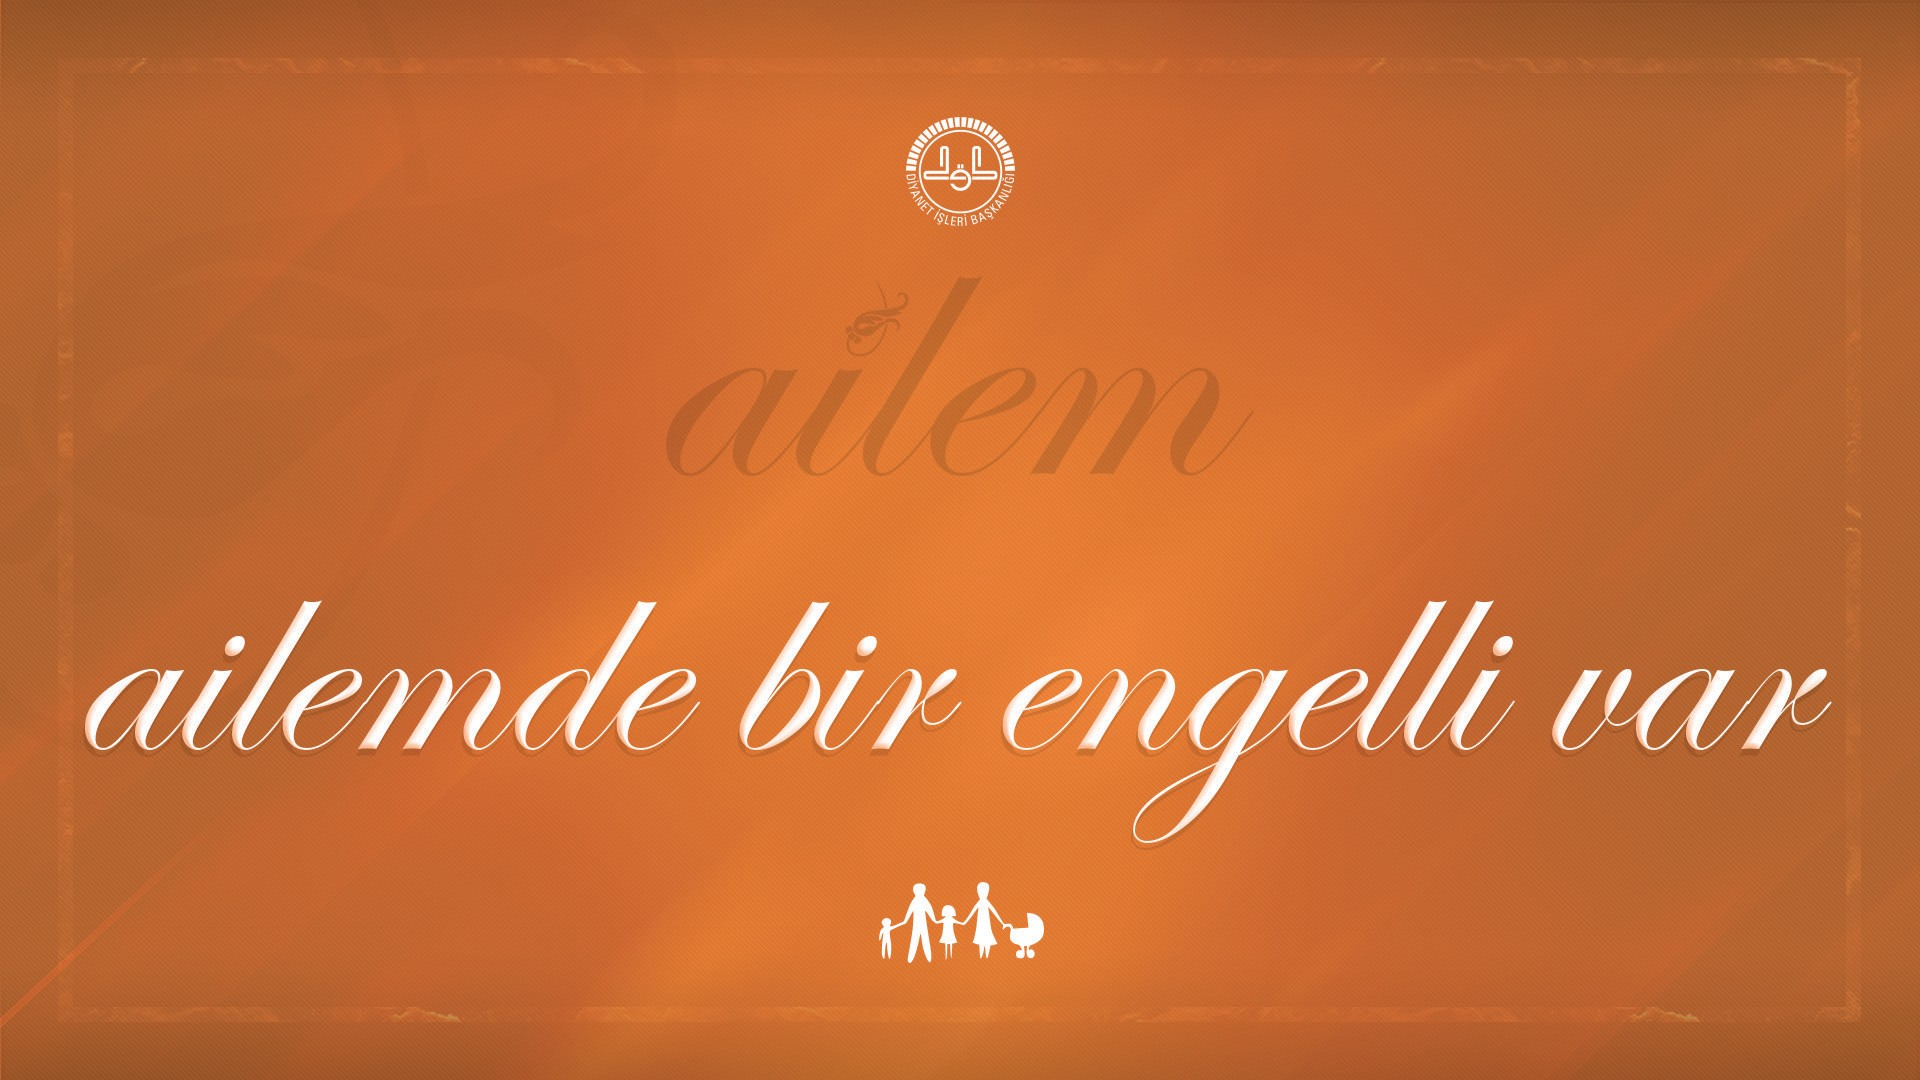 DİYANET İŞLERİ BAŞKANLIĞI
ailem
ailemde bir engelli var